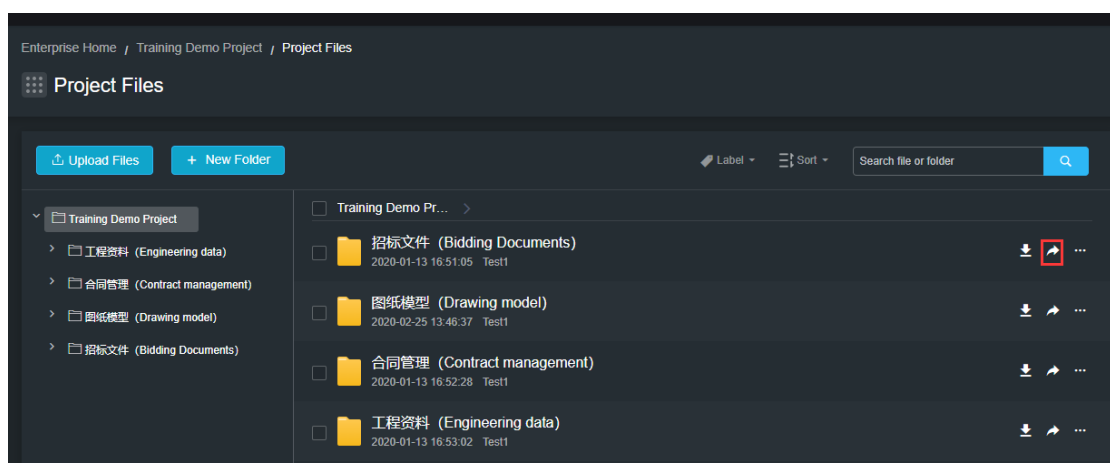 Enterprise Home / Training Demo Project / Project Files
Project Files
Upload Files + New Folder Label Sort Search file or folder
Training Demo Project
工程资料 (Engineering data)
合同管理 (Contract management)
图纸模型 (Drawing model)
招标文件 (Bidding Documents)
Training Demo Pr... >
招标文件 (Bidding Documents)
2020-01-13 16:51:05 Test1
图纸模型 (Drawing model)
2020-02-25 13:46:37 Test1
合同管理 (Contract management)
2020-01-13 16:52:28 Test1
工程资料 (Engineering data)
2020-01-13 16:53:02 Test1